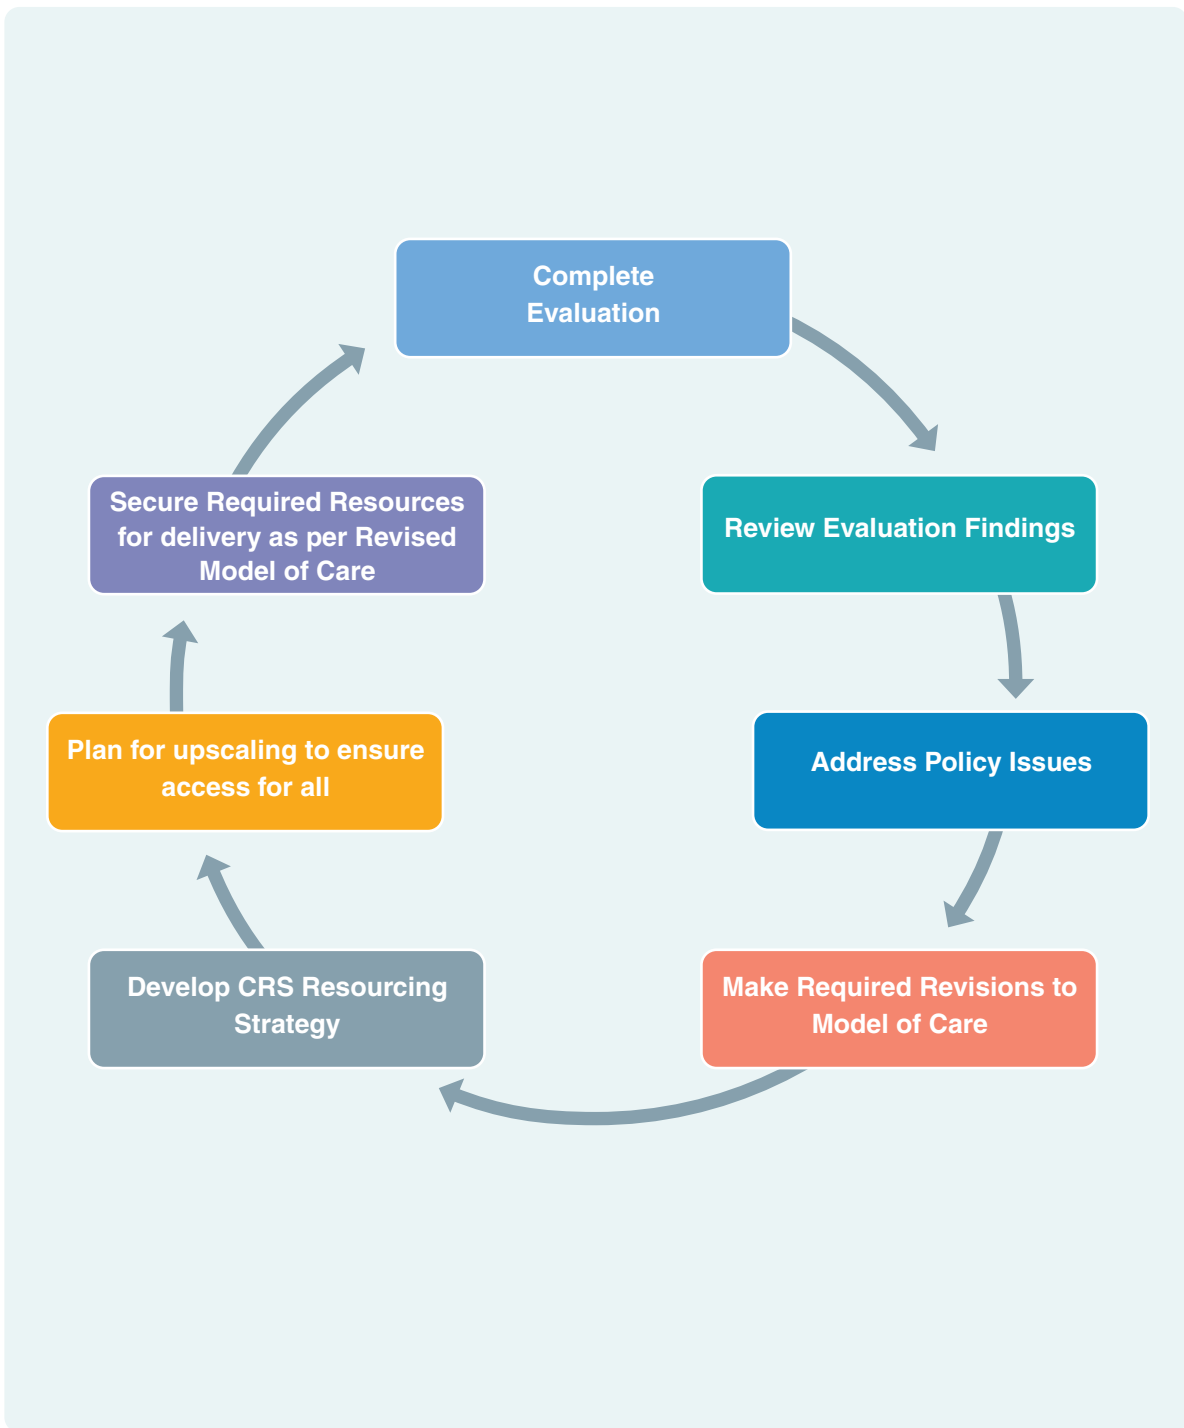 Complete
Evaluation
Review Evaluation Findings
Address Policy Issues
Make Required Revisions to
Model of Care
Develop CRS Resourcing
Strategy
Plan for upscaling to ensure
access for all
Secure Required Resources
for delivery as per Revised
Model of Care